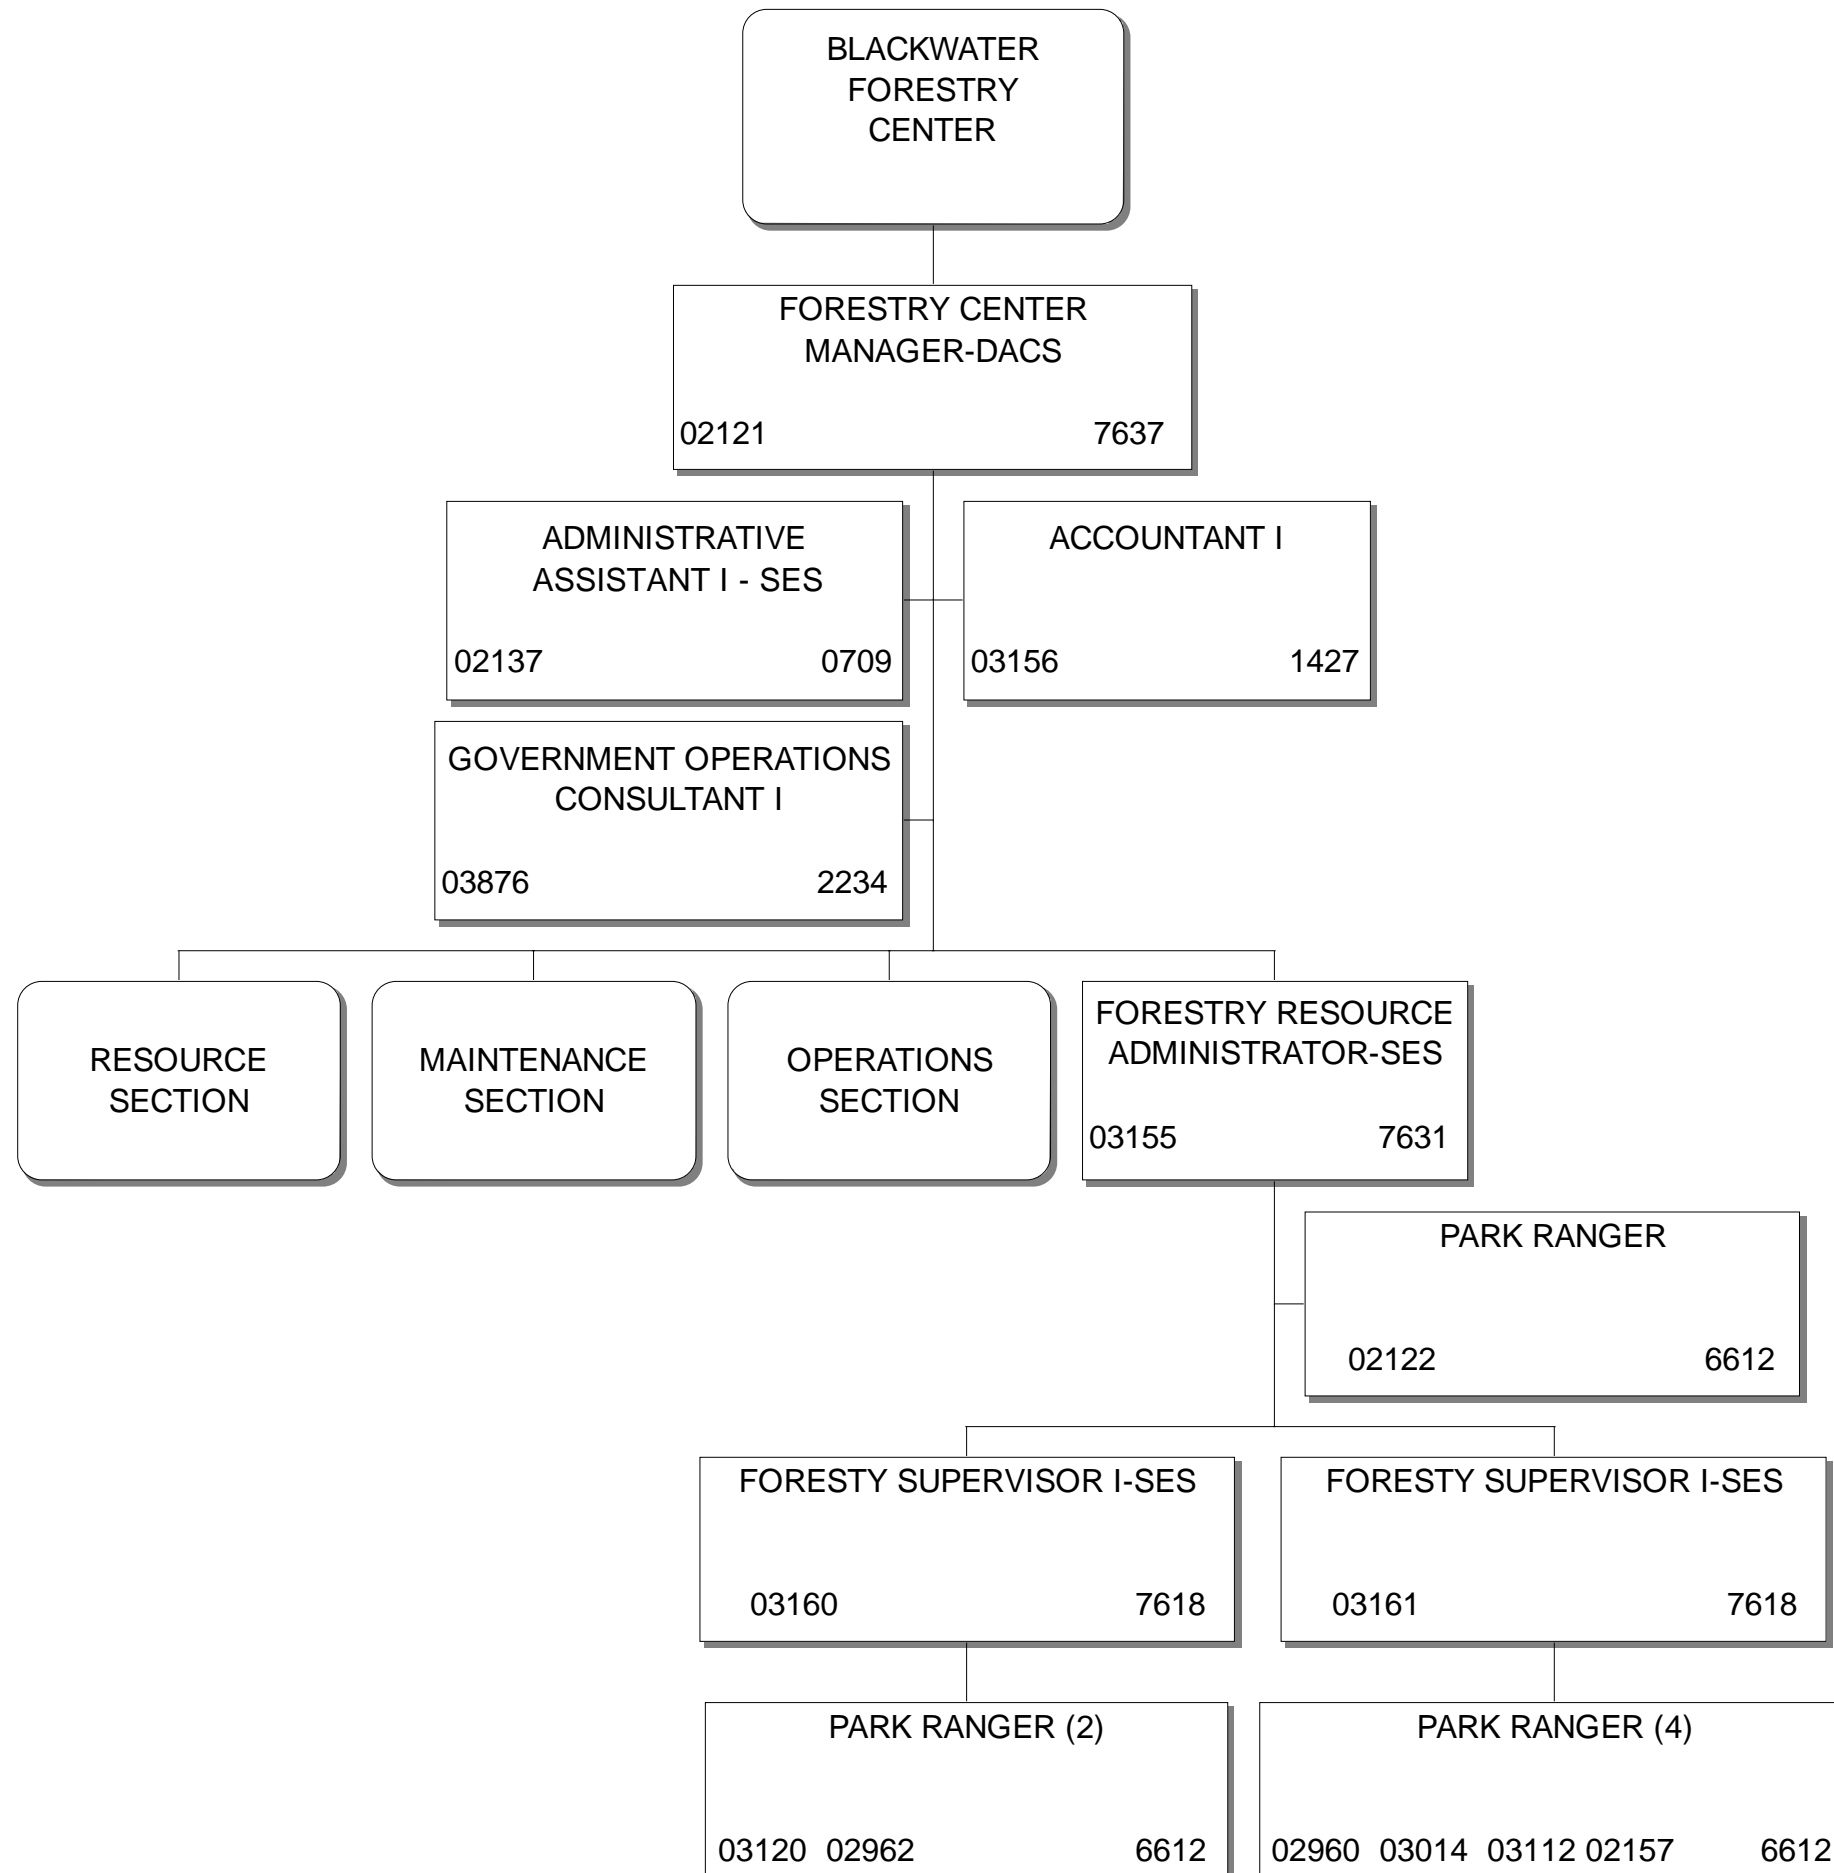 BLACKWATER
FORESTRY
CENTER
FORESTRY CENTER
MANAGER-DACS
02121 7637
ADMINISTRATIVE
ASSISTANT I - SES
02137 0709
ACCOUNTANT I
03156 1427
GOVERNMENT OPERATIONS
CONSULTANT I
03876 2234
RESOURCE
SECTION
MAINTENANCE
SECTION
OPERATIONS
SECTION
FORESTRY RESOURCE
ADMINISTRATOR-SES
03155 7631
PARK RANGER
02122 6612
FORESTY SUPERVISOR I-SES
03160 7618
FORESTY SUPERVISOR I-SES
03161 7618
PARK RANGER (2)
03120 02962 6612
PARK RANGER (4)
02960 03014 03112 02157 6612